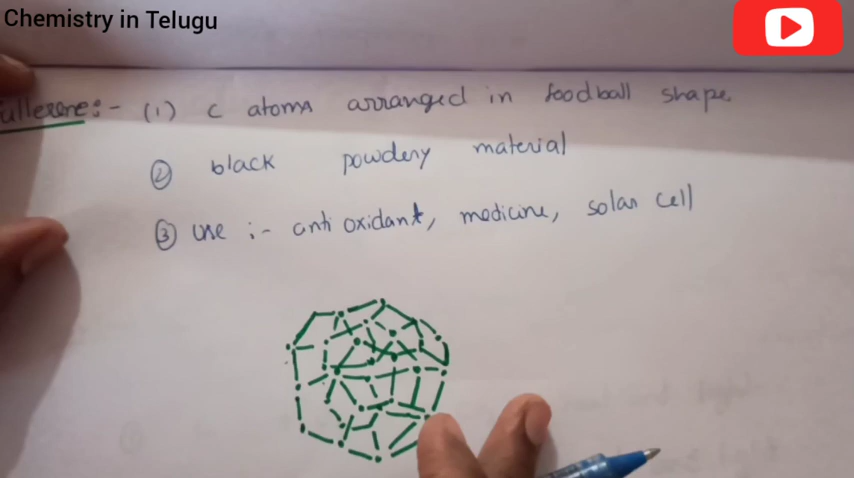 Chemistry in Telugu
ullerene:- (1) c atoms arranged in foodball shape
(2) black powdery material
(3) use :- anti oxidant, medicine, solar cell